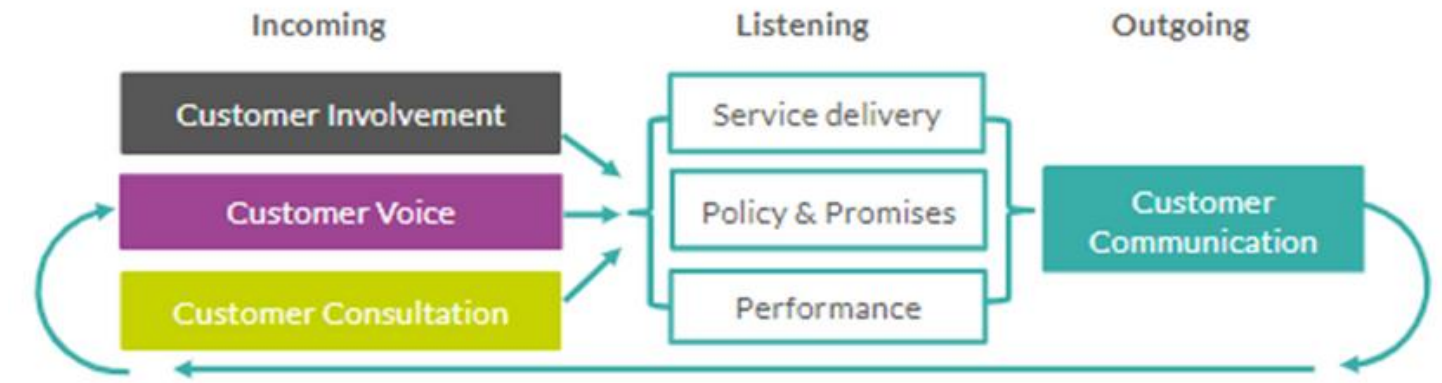 Incoming
Listening
Outgoing
Customer Involvement
Service delivery
Customer Voice
Policy & Promises
Customer
Communication
Customer Consultation
Performance